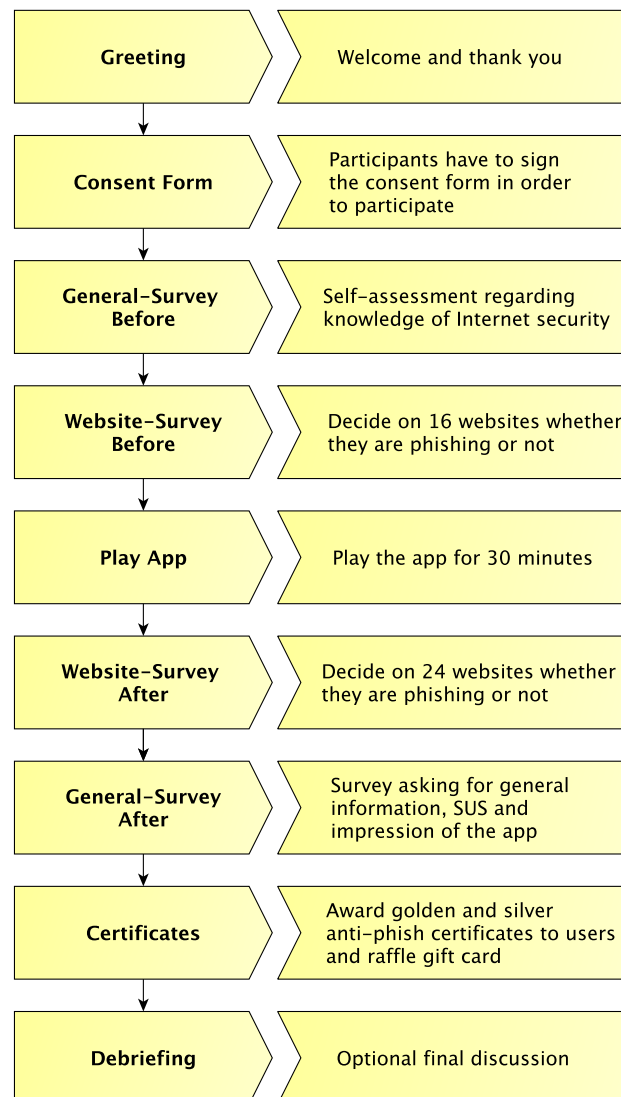 Greeting
Welcome and thank you
Consent Form
Participants have to sign
the consent form in order
to participate
General-Survey
Before
Self-assessment regarding
knowledge of Internet security
Website-Survey
Before
Decide on 16 websites whether
they are phishing or not
Play App
Play the app for 30 minutes
Website-Survey
After
Decide on 24 websites whether
they are phishing or not
General-Survey
After
Survey asking for general
information, SUS and
impression of the app
Certificates
Award golden and silver
anti-phish certificates to users
and raffle gift card
Debriefing
Optional final discussion